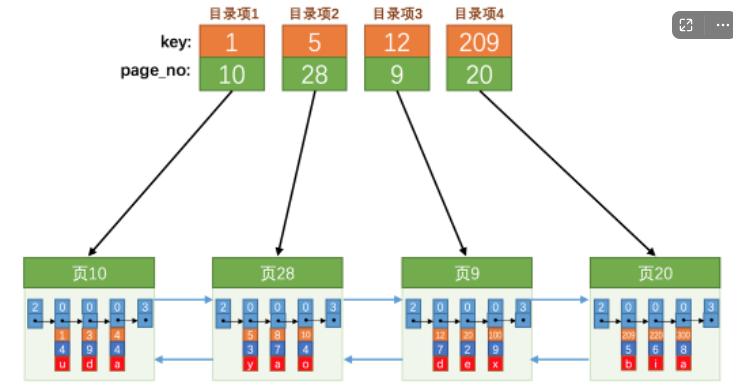 目录项1 目录项2 目录项3 目录项4
key: 1 5 12 209
page_no: 10 28 9 20
页10 页28 页9 页20
2 0 0 0 3 2 0 0 0 3 2 0 0 0 3 2 0 0 0 3
1 3 4 5 8 10 12 20 100 209 220 300
4 9 4 3 7 4 7 2 9 5 6 8
u d a y a o d e x b i a